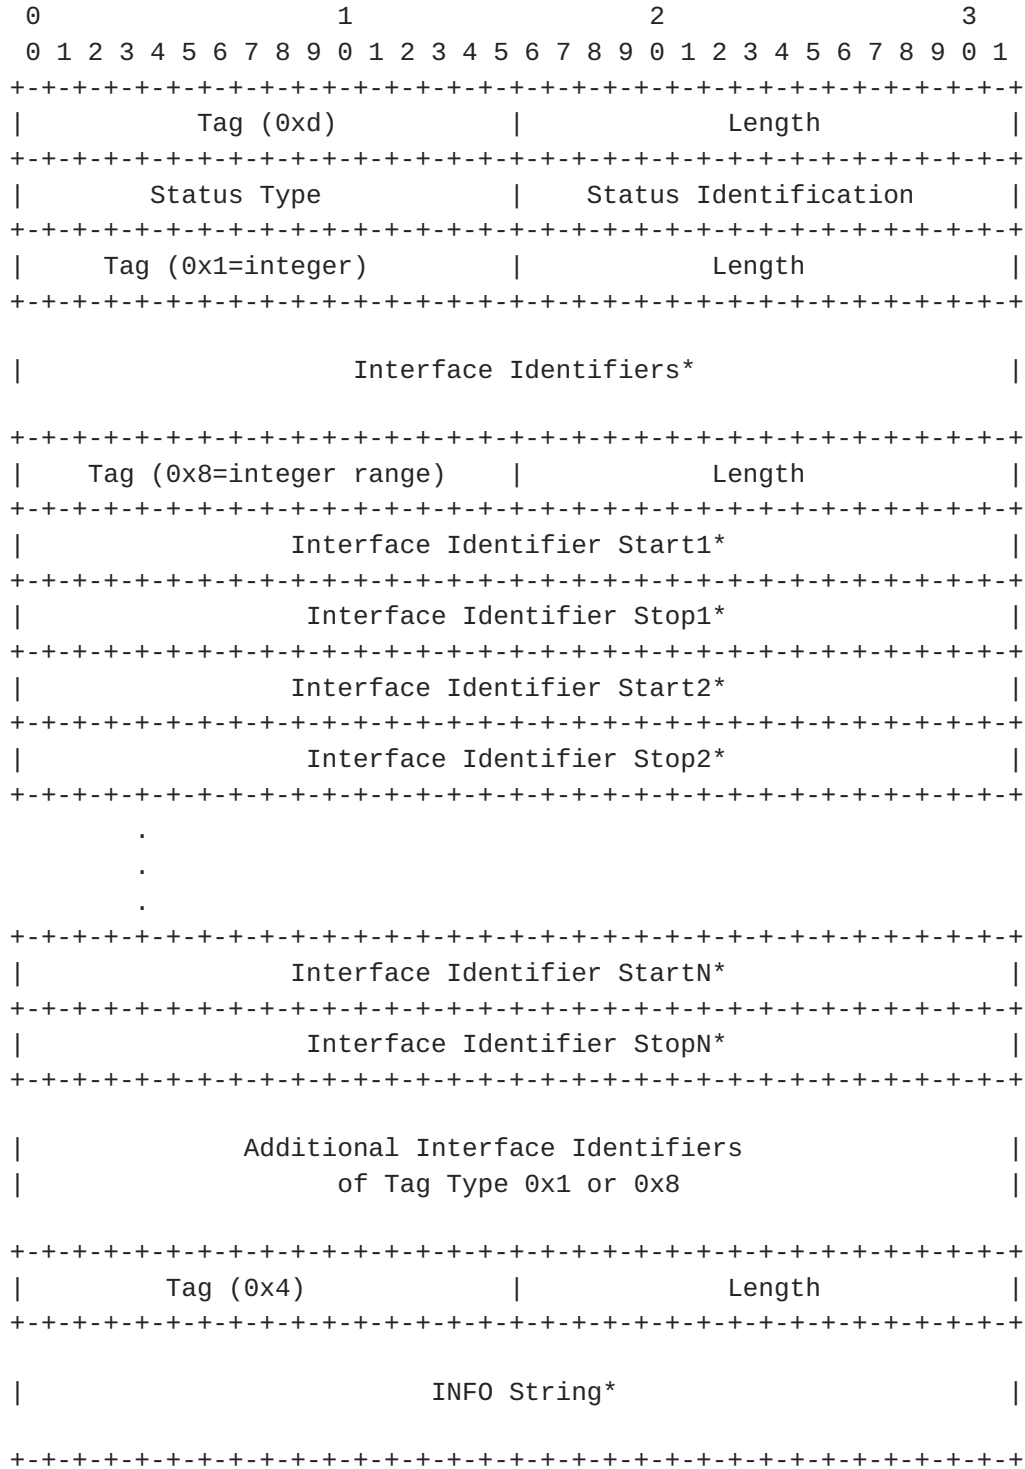 0                   1                   2                   3
 0 1 2 3 4 5 6 7 8 9 0 1 2 3 4 5 6 7 8 9 0 1 2 3 4 5 6 7 8 9 0 1
+-+-+-+-+-+-+-+-+-+-+-+-+-+-+-+-+-+-+-+-+-+-+-+-+-+-+-+-+-+-+-+-+
|           Tag (0xd)           |             Length            |
+-+-+-+-+-+-+-+-+-+-+-+-+-+-+-+-+-+-+-+-+-+-+-+-+-+-+-+-+-+-+-+-+
|        Status Type            |    Status Identification      |
+-+-+-+-+-+-+-+-+-+-+-+-+-+-+-+-+-+-+-+-+-+-+-+-+-+-+-+-+-+-+-+-+
|     Tag (0x1=integer)         |            Length             |
+-+-+-+-+-+-+-+-+-+-+-+-+-+-+-+-+-+-+-+-+-+-+-+-+-+-+-+-+-+-+-+-+
|                     Interface Identifiers*                    |
+-+-+-+-+-+-+-+-+-+-+-+-+-+-+-+-+-+-+-+-+-+-+-+-+-+-+-+-+-+-+-+-+
|    Tag (0x8=integer range)    |            Length             |
+-+-+-+-+-+-+-+-+-+-+-+-+-+-+-+-+-+-+-+-+-+-+-+-+-+-+-+-+-+-+-+-+
|                 Interface Identifier Start1*                  |
+-+-+-+-+-+-+-+-+-+-+-+-+-+-+-+-+-+-+-+-+-+-+-+-+-+-+-+-+-+-+-+-+
|                  Interface Identifier Stop1*                  |
+-+-+-+-+-+-+-+-+-+-+-+-+-+-+-+-+-+-+-+-+-+-+-+-+-+-+-+-+-+-+-+-+
|                 Interface Identifier Start2*                  |
+-+-+-+-+-+-+-+-+-+-+-+-+-+-+-+-+-+-+-+-+-+-+-+-+-+-+-+-+-+-+-+-+
|                  Interface Identifier Stop2*                  |
+-+-+-+-+-+-+-+-+-+-+-+-+-+-+-+-+-+-+-+-+-+-+-+-+-+-+-+-+-+-+-+-+
        .
        .
        .
+-+-+-+-+-+-+-+-+-+-+-+-+-+-+-+-+-+-+-+-+-+-+-+-+-+-+-+-+-+-+-+-+
|                 Interface Identifier StartN*                  |
+-+-+-+-+-+-+-+-+-+-+-+-+-+-+-+-+-+-+-+-+-+-+-+-+-+-+-+-+-+-+-+-+
|                  Interface Identifier StopN*                  |
+-+-+-+-+-+-+-+-+-+-+-+-+-+-+-+-+-+-+-+-+-+-+-+-+-+-+-+-+-+-+-+-+
|              Additional Interface Identifiers                 |
|                    of Tag Type 0x1 or 0x8                     |
+-+-+-+-+-+-+-+-+-+-+-+-+-+-+-+-+-+-+-+-+-+-+-+-+-+-+-+-+-+-+-+-+
|         Tag (0x4)             |             Length            |
+-+-+-+-+-+-+-+-+-+-+-+-+-+-+-+-+-+-+-+-+-+-+-+-+-+-+-+-+-+-+-+-+
|                          INFO String*                         |
+-+-+-+-+-+-+-+-+-+-+-+-+-+-+-+-+-+-+-+-+-+-+-+-+-+-+-+-+-+-+-+-+